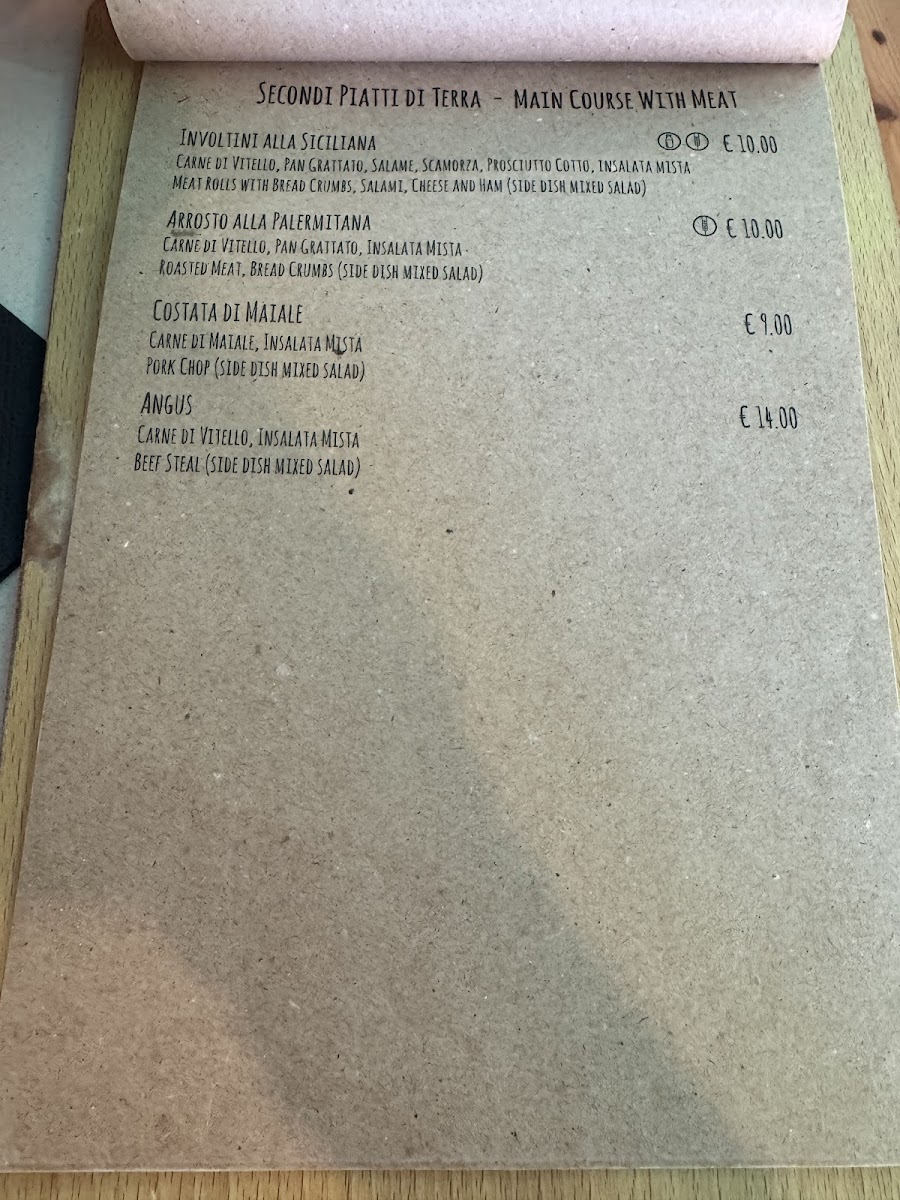 Secondi Piatti di Terra - Main Course With Meat
Involtini alla Siciliana € 10.00
Carne di Vitello, Pan Grattato, Salame, Scamorza, Prosciutto Cotto, insalata mista
Meat Rolls with Bread Crumbs, Salami, Cheese and Ham (side dish mixed salad)
Arrosto alla Palermitana € 10.00
Carne di Vitello, Pan Grattato, Insalata Mista
Roasted Meat, Bread Crumbs (side dish mixed salad)
Costata di Maiale € 9.00
Carne di Maiale, Insalata Mista
Pork Chop (side dish mixed salad)
Angus € 14.00
Carne di Vitello, Insalata Mista
Beef Steal (side dish mixed salad)